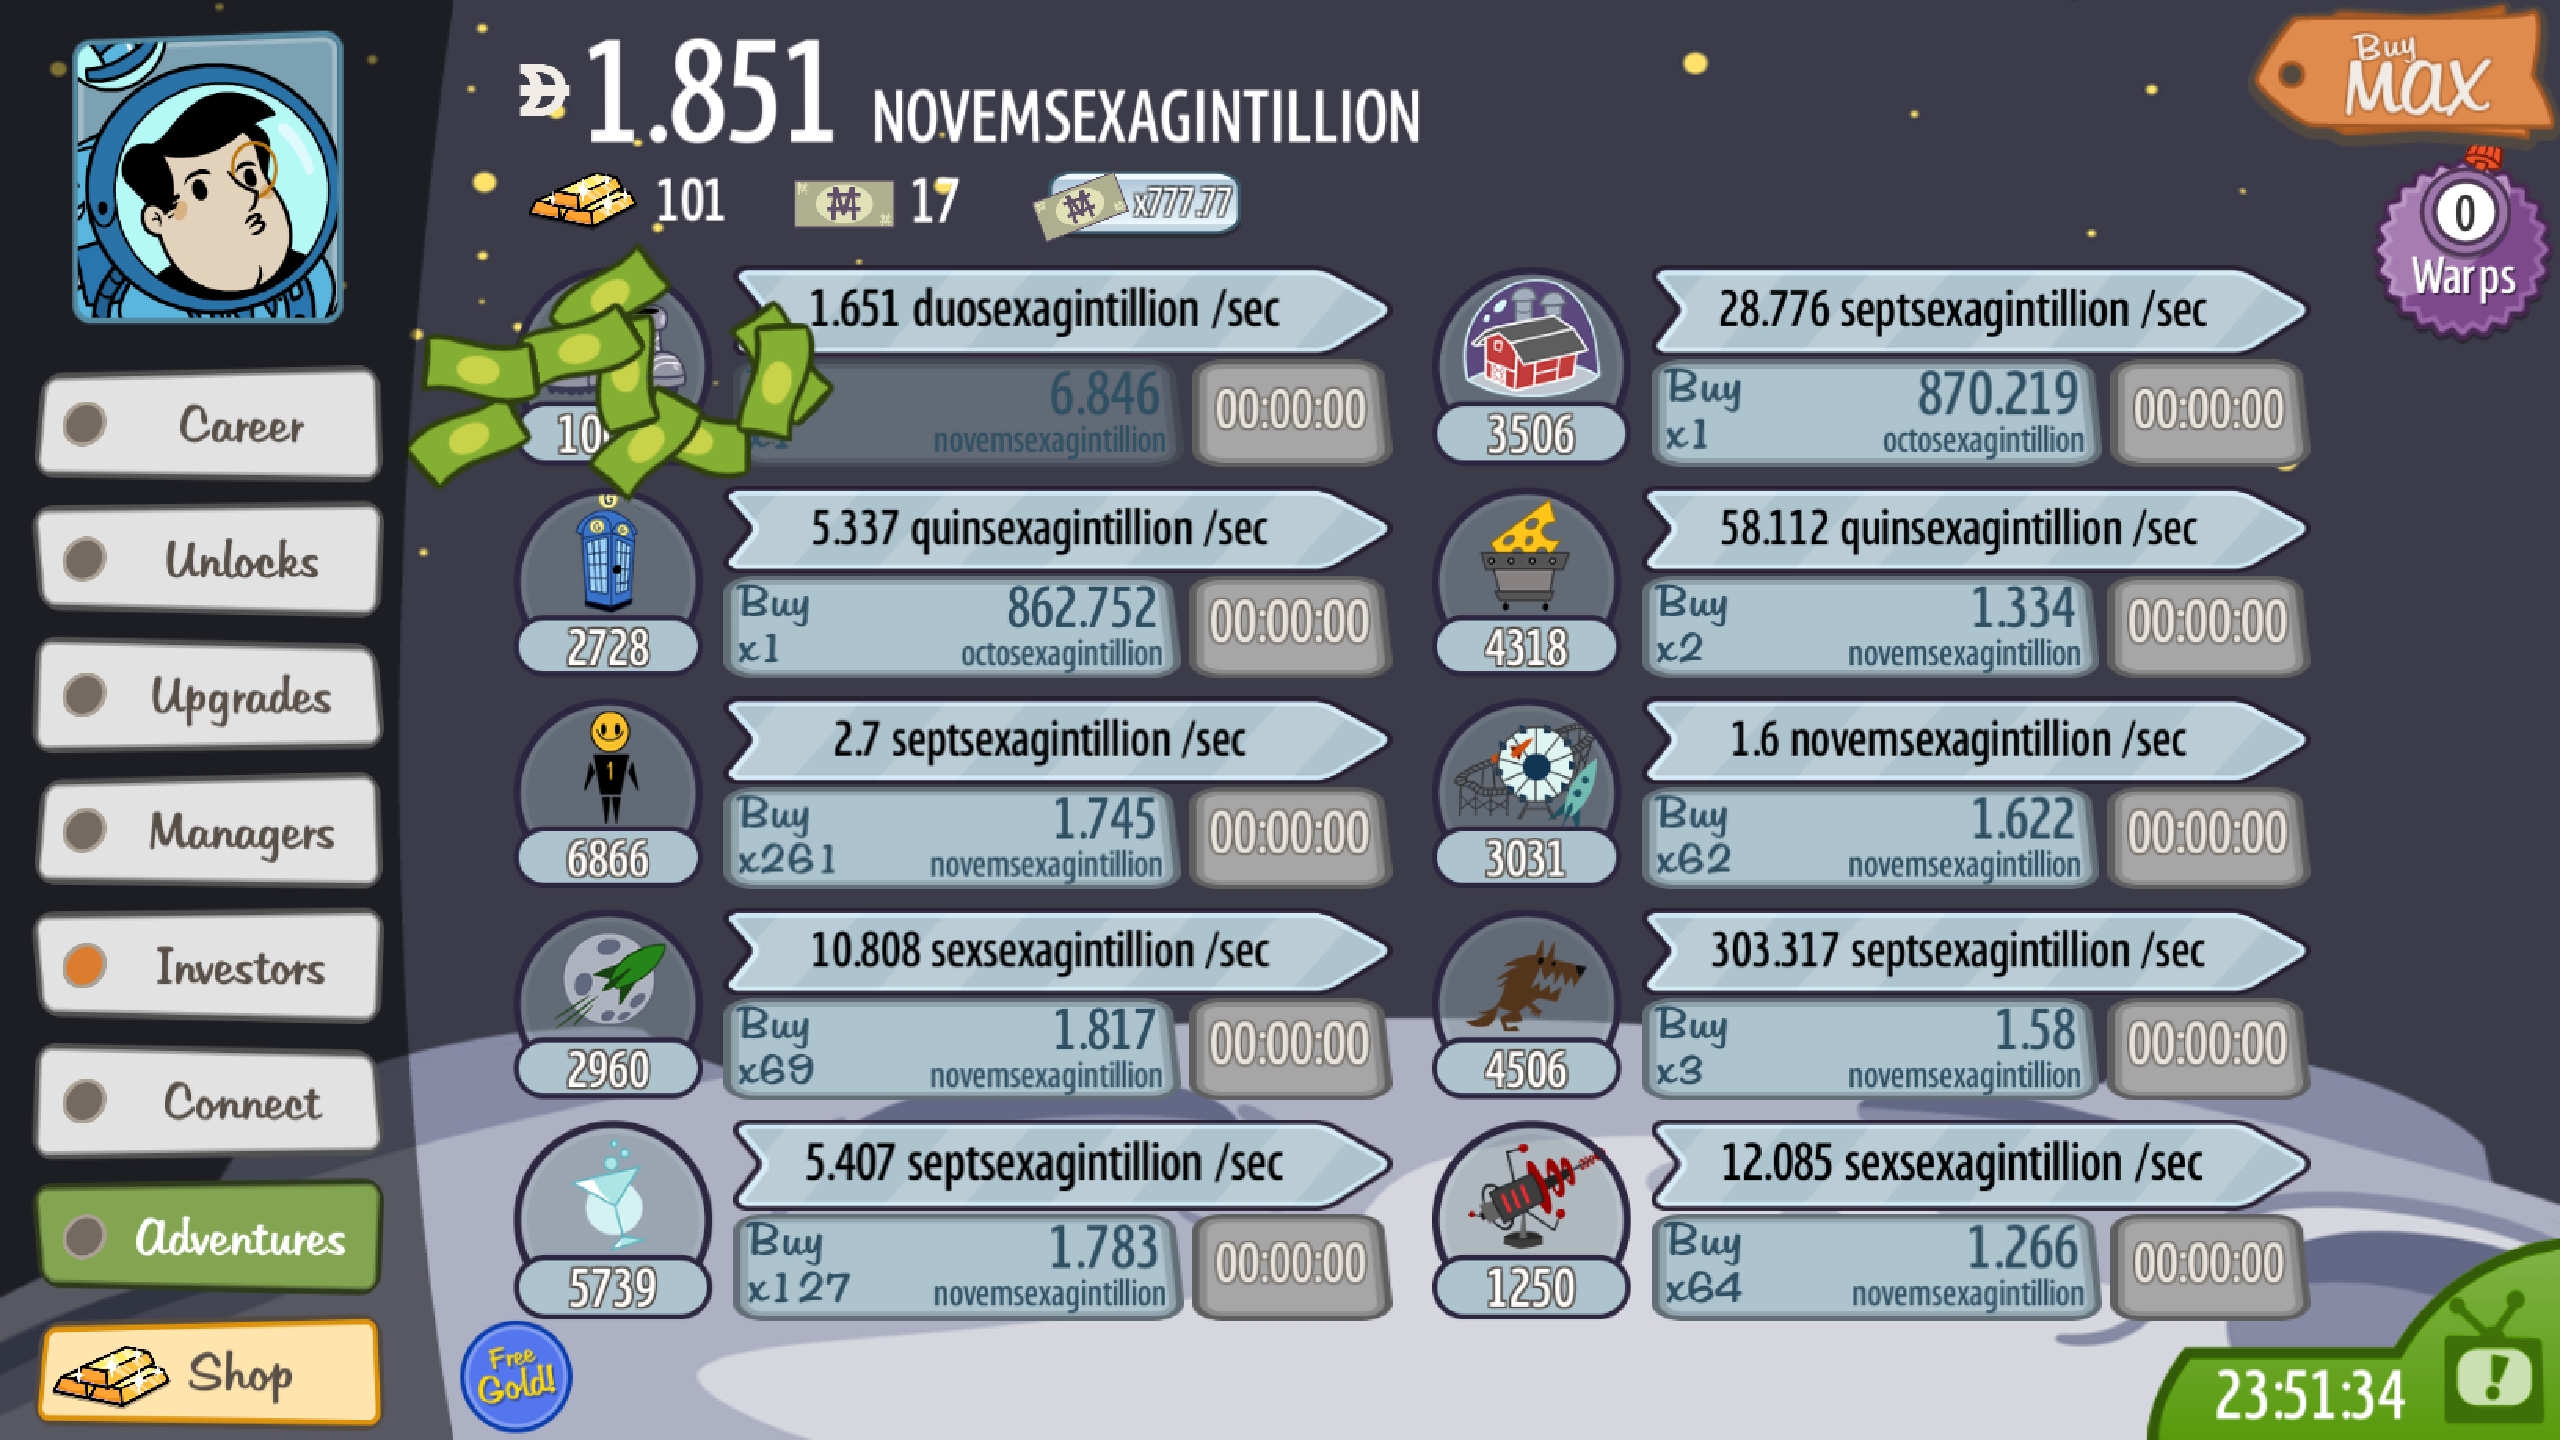 1.851 NOVEMSEXAGINTILLION
Buy
MAX
101
17
x777.77
0
Warps
Career
Unlocks
Upgrades
Managers
Investors
Connect
Adventures
Shop
1.651 duosexagintillion /sec
6.846
x1
novemsexagintillion
00:00:00
28.776 septsexagintillion /sec
3506
Buy
x1
870.219
octosexagintillion
00:00:00
5.337 quinsexagintillion /sec
2728
Buy
x1
862.752
octosexagintillion
00:00:00
58.112 quinsexagintillion /sec
4318
Buy
x2
1.334
novemsexagintillion
00:00:00
2.7 septsexagintillion /sec
1
6866
Buy
x261
1.745
novemsexagintillion
00:00:00
1.6 novemsexagintillion /sec
3031
Buy
x62
1.622
novemsexagintillion
00:00:00
10.808 sexsexagintillion /sec
2960
Buy
x69
1.817
novemsexagintillion
00:00:00
303.317 septsexagintillion /sec
4506
Buy
x3
1.58
novemsexagintillion
00:00:00
5.407 septsexagintillion /sec
5739
Buy
x127
1.783
novemsexagintillion
00:00:00
12.085 sexsexagintillion /sec
1250
Buy
x64
1.266
novemsexagintillion
00:00:00
Free
Gold!
23:51:34